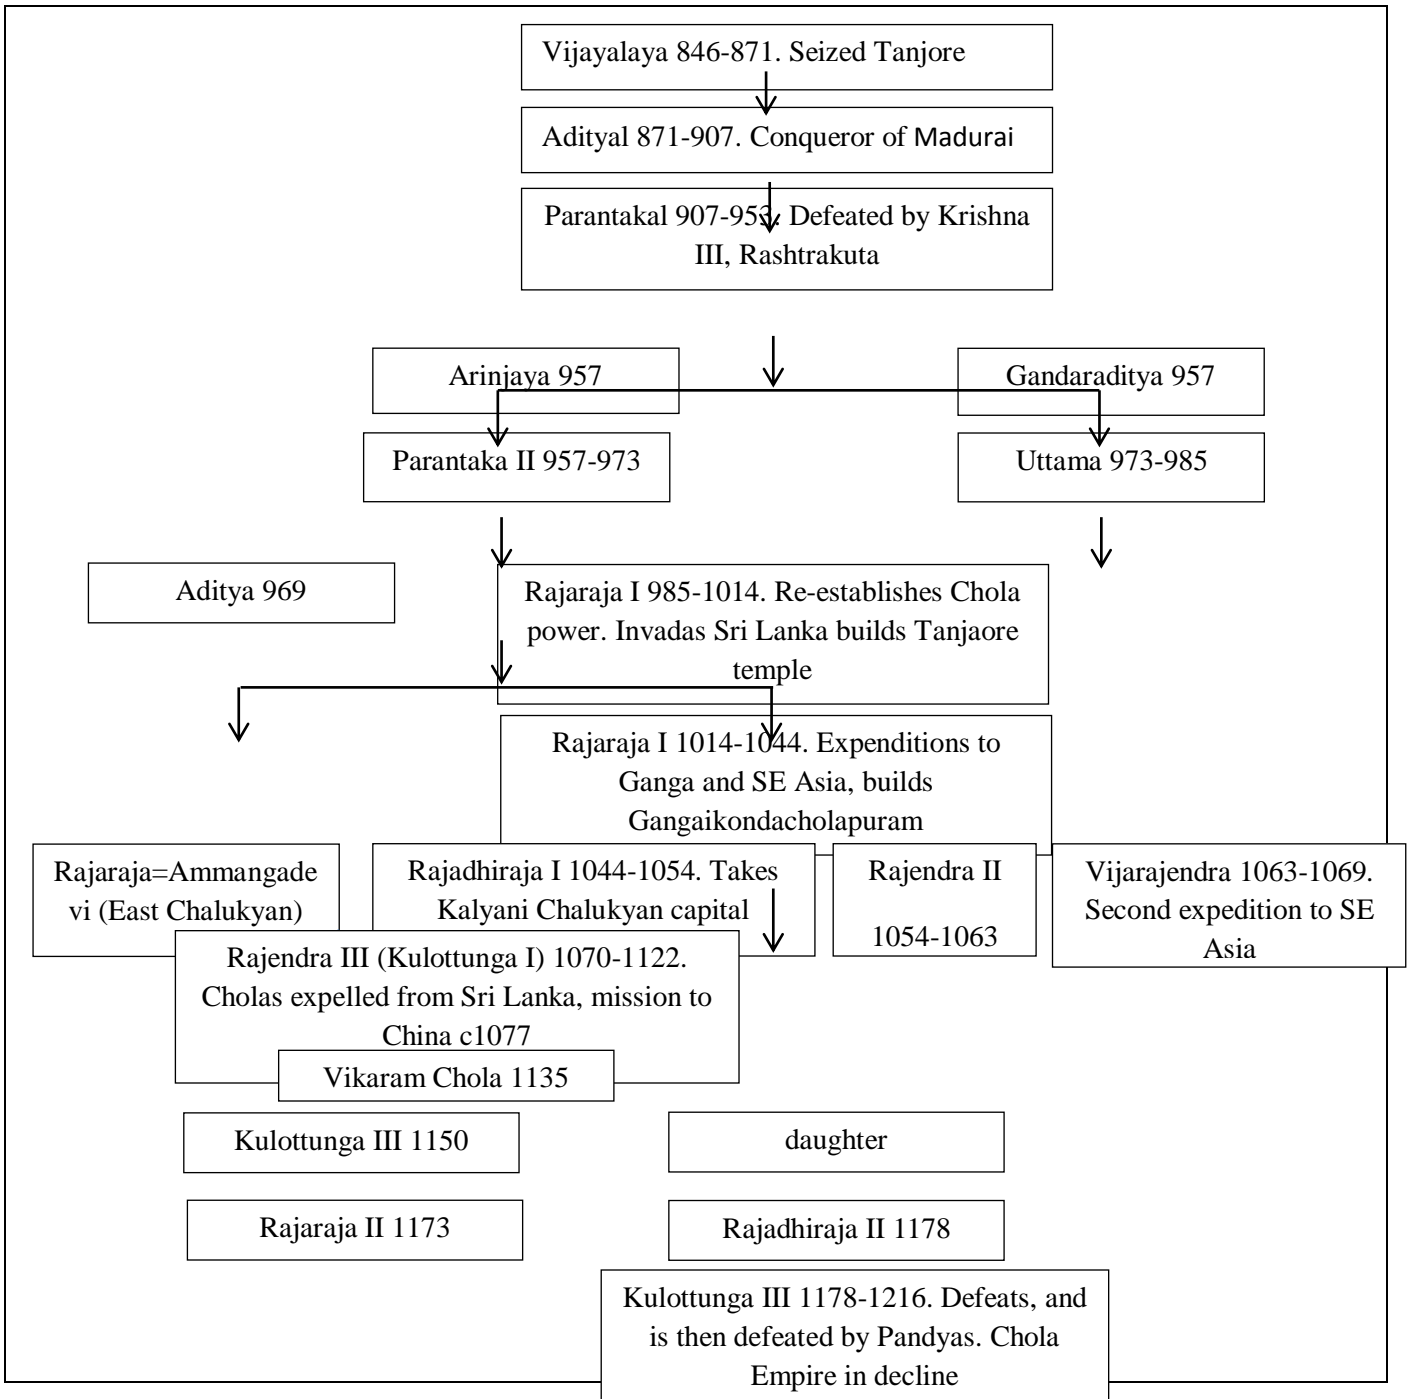 Vijayalaya 846-871. Seized Tanjore
Adityal 871-907. Conqueror of Madurai
Parantakal 907-953. Defeated by Krishna
III, Rashtrakuta
Arinjaya 957
Gandaraditya 957
Parantaka II 957-973
Uttama 973-985
Aditya 969
Rajaraja I 985-1014. Re-establishes Chola
power. Invadas Sri Lanka builds Tanjaore
temple
Rajaraja I 1014-1044. Expenditions to
Ganga and SE Asia, builds
Gangaikondacholapuram
Rajaraja=Ammangade
vi (East Chalukyan)
Rajadhiraja I 1044-1054. Takes
Kalyani Chalukyan capital
Rajendra II
1054-1063
Vijarajendra 1063-1069.
Second expedition to SE
Asia
Rajendra III (Kulottunga I) 1070-1122.
Cholas expelled from Sri Lanka, mission to
China c1077
Vikaram Chola 1135
Kulottunga III 1150
daughter
Rajaraja II 1173
Rajadhiraja II 1178
Kulottunga III 1178-1216. Defeats, and
is then defeated by Pandyas. Chola
Empire in decline